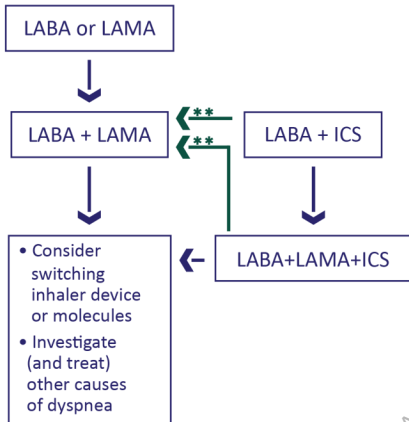 LABA or LAMA
**
LABA + LAMA
LABA + ICS
**
• Consider
switching
inhaler device
or molecules
• Investigate
(and treat)
other causes
of dyspnea
LABA+LAMA+ICS